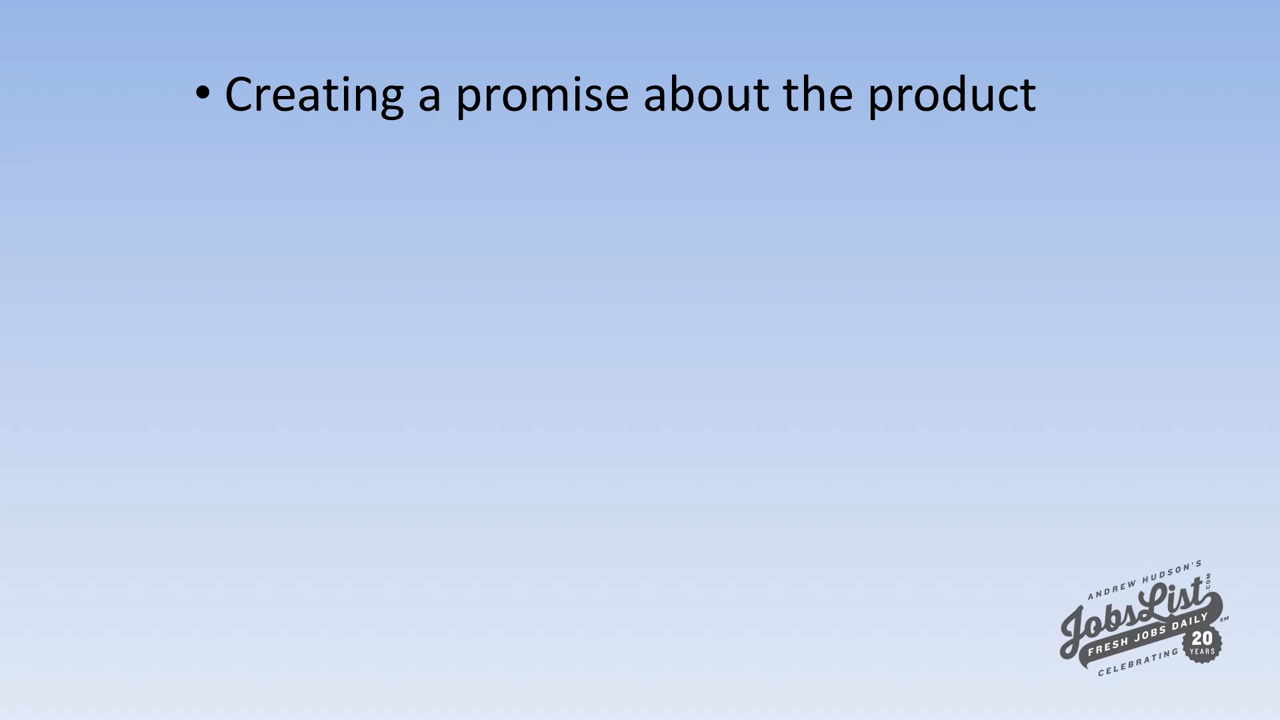 • Creating a promise about the product
ANDREW HUDSON'S
JobsList.COM
FRESH JOBS DAILY SM
CELEBRATING 20 YEARS